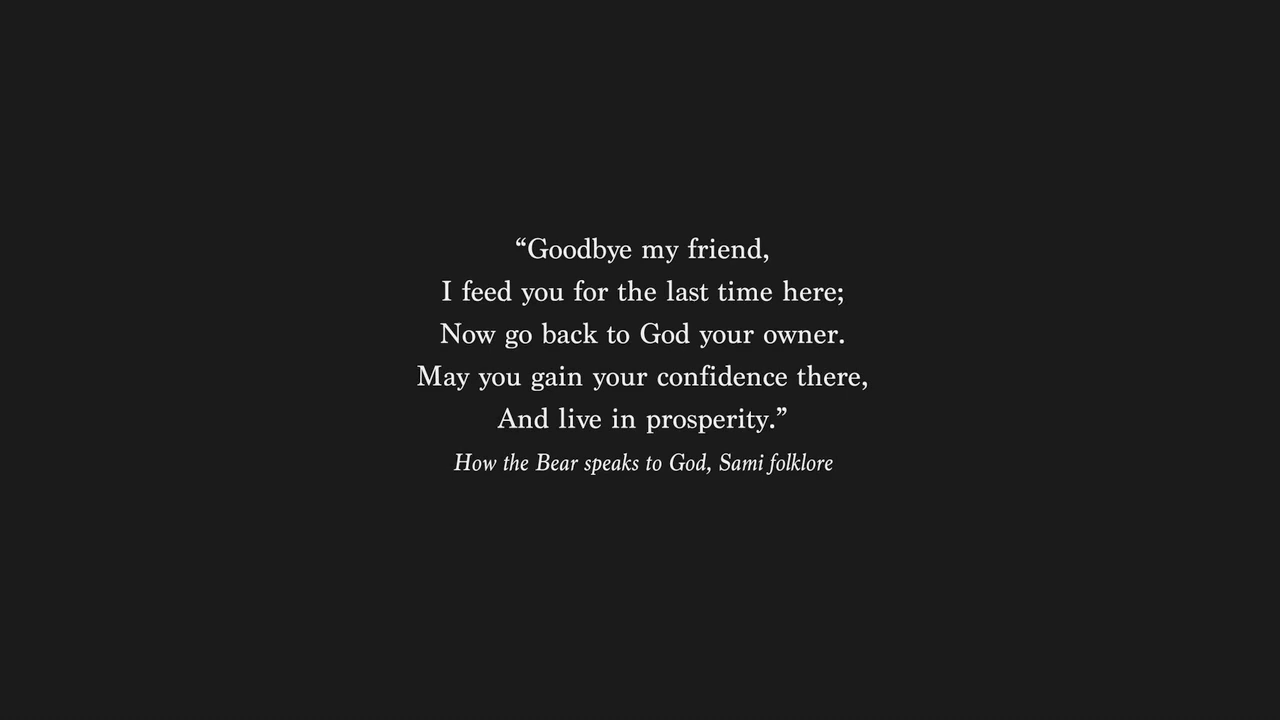 “Goodbye my friend,
I feed you for the last time here;
Now go back to God your owner.
May you gain your confidence there,
And live in prosperity.”
How the Bear speaks to God, Sami folklore